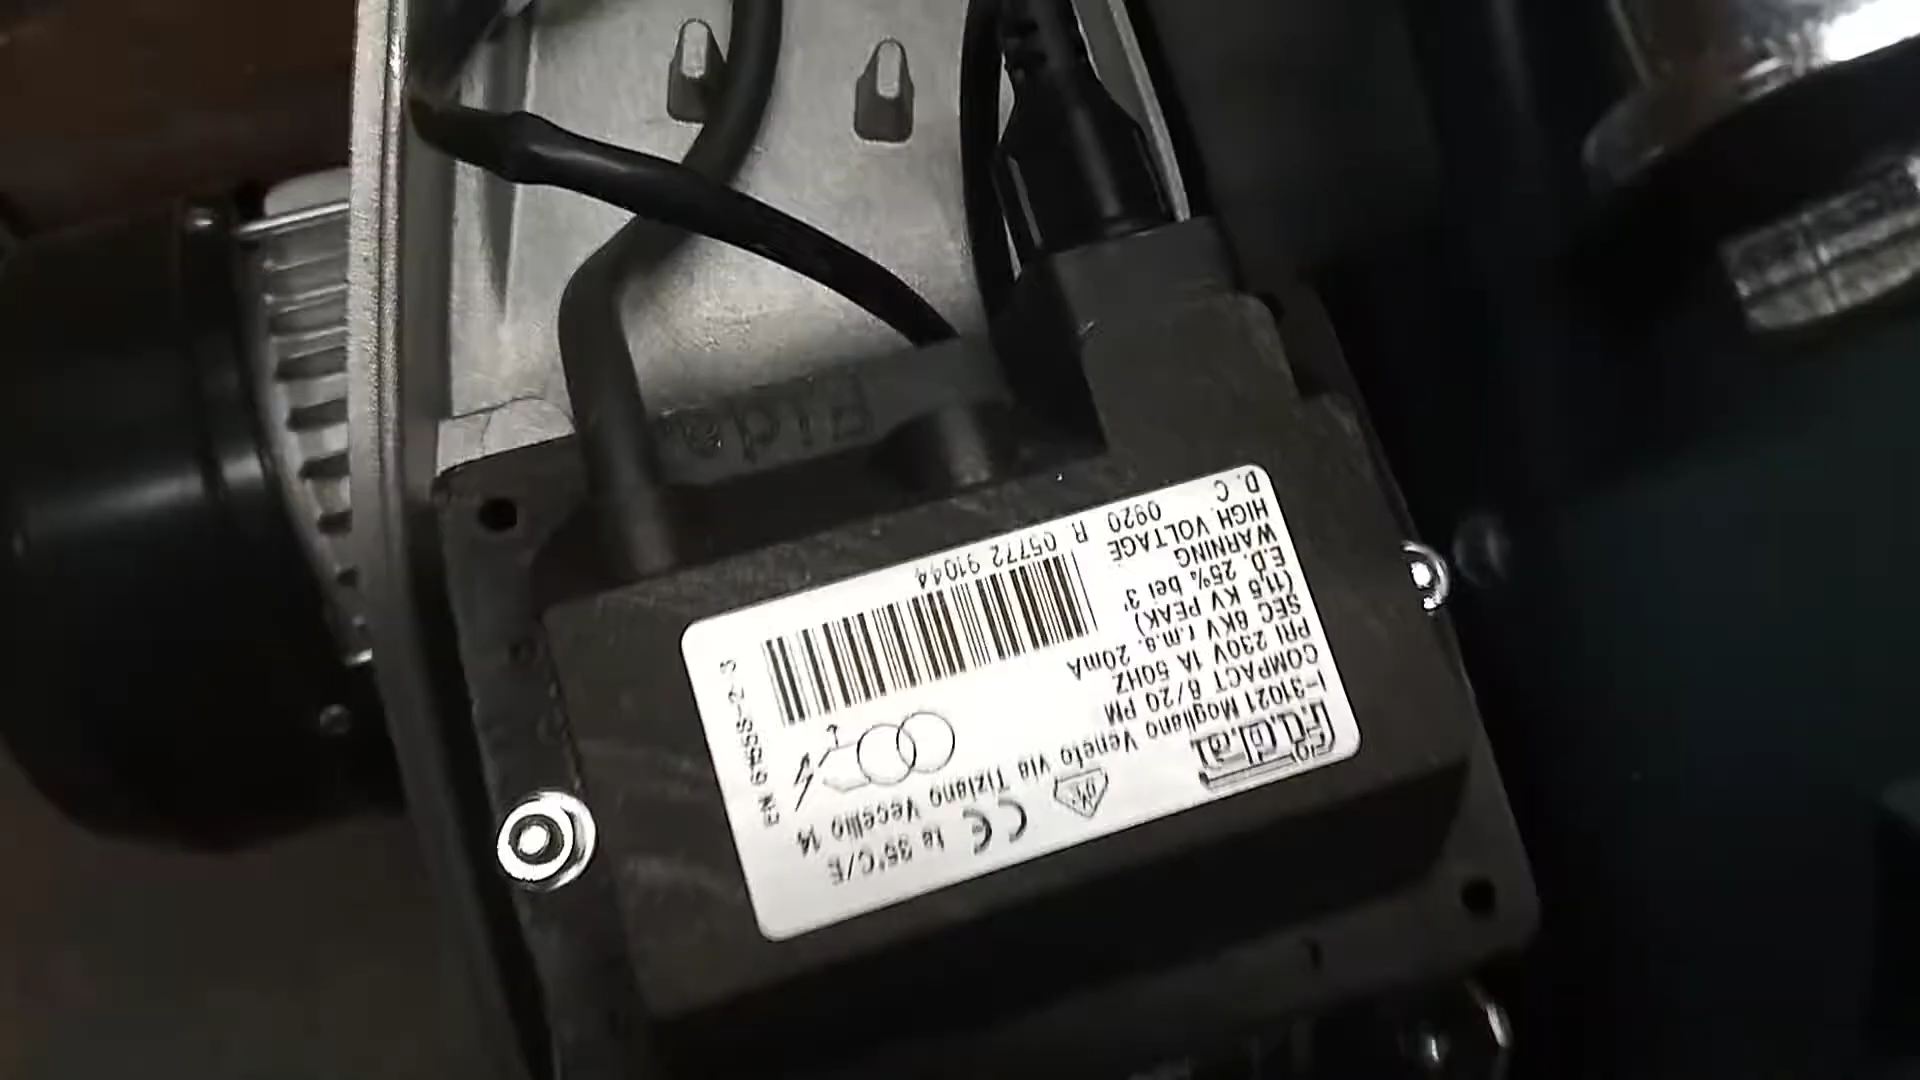 Fida
Fida
I-31021 Mogliano Veneto via Tiziano Vecellio 14
COMPACT 8/20 PM
PRI 230V 1A 50HZ
SEC 8KV r.m.s. 20mA
(11,5 KV PEAK)
E.D. 25% bei 3'
WARNING
HIGH VOLTAGE
D.C 0920 R. 05772 91044
CE ta 35°C/E
EN 61558-2-3